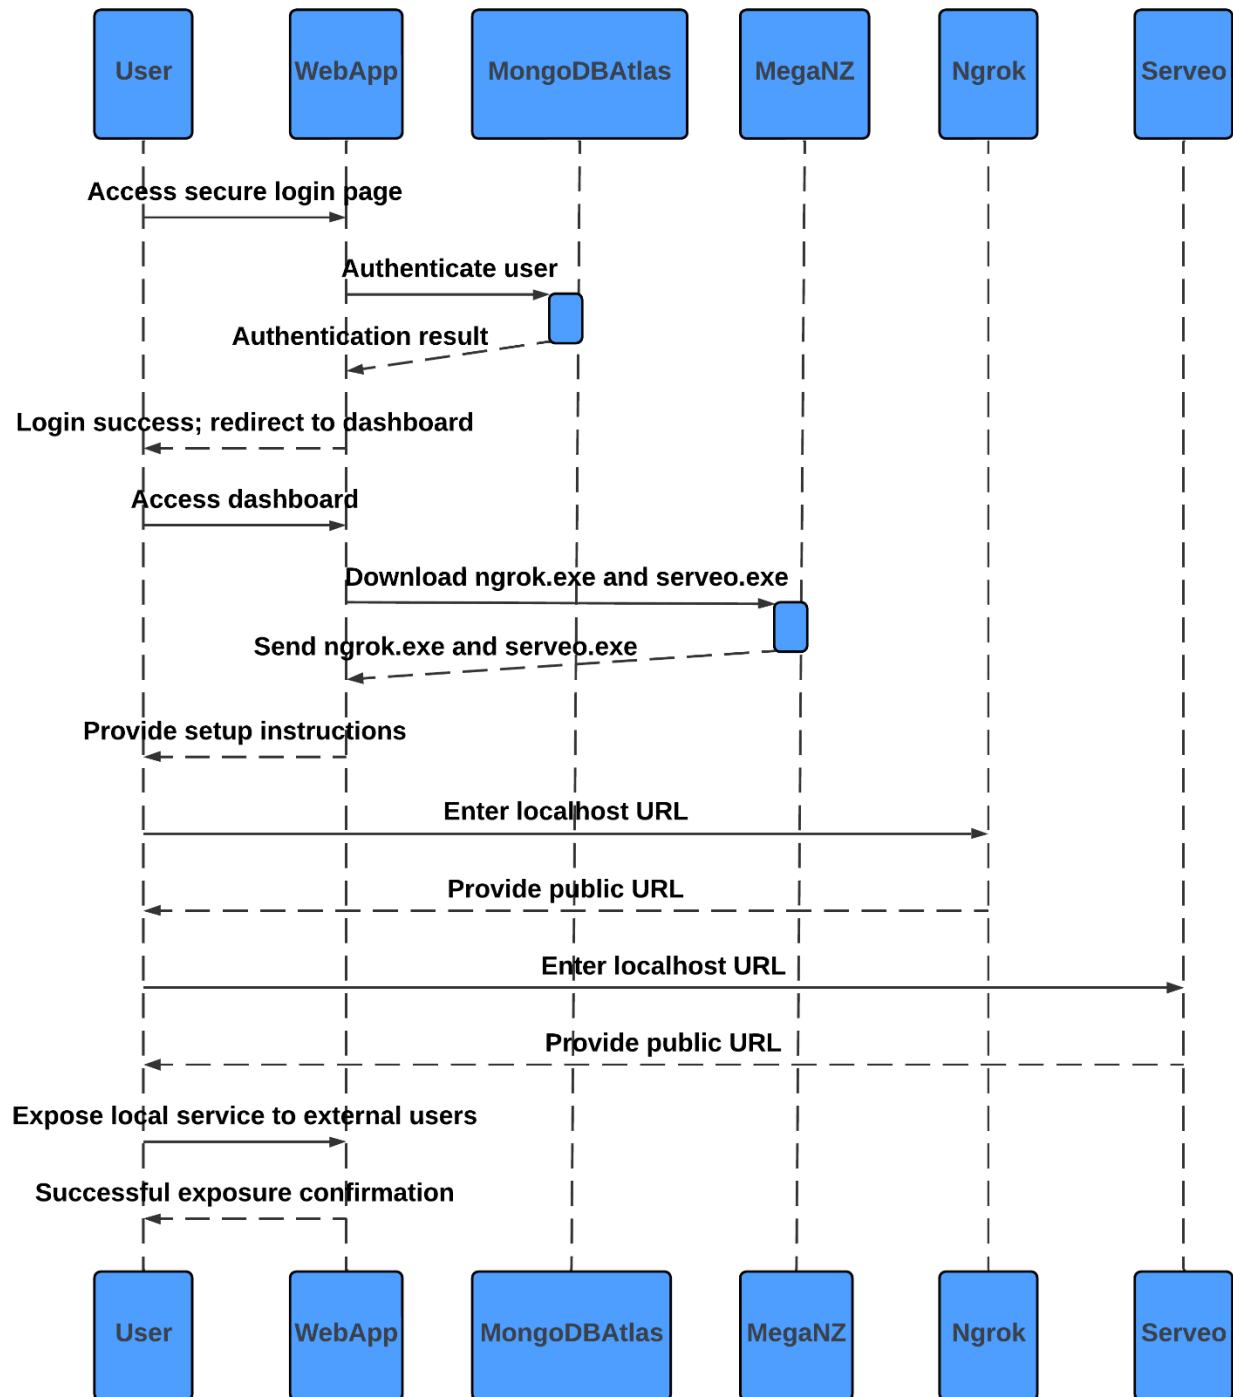 User
WebApp
MongoDBAtlas
MegaNZ
Ngrok
Serveo
Access secure login page
Authenticate user
Authentication result
Login success; redirect to dashboard
Access dashboard
Download ngrok.exe and serveo.exe
Send ngrok.exe and serveo.exe
Provide setup instructions
Enter localhost URL
Provide public URL
Enter localhost URL
Provide public URL
Expose local service to external users
Successful exposure confirmation
User
WebApp
MongoDBAtlas
MegaNZ
Ngrok
Serveo